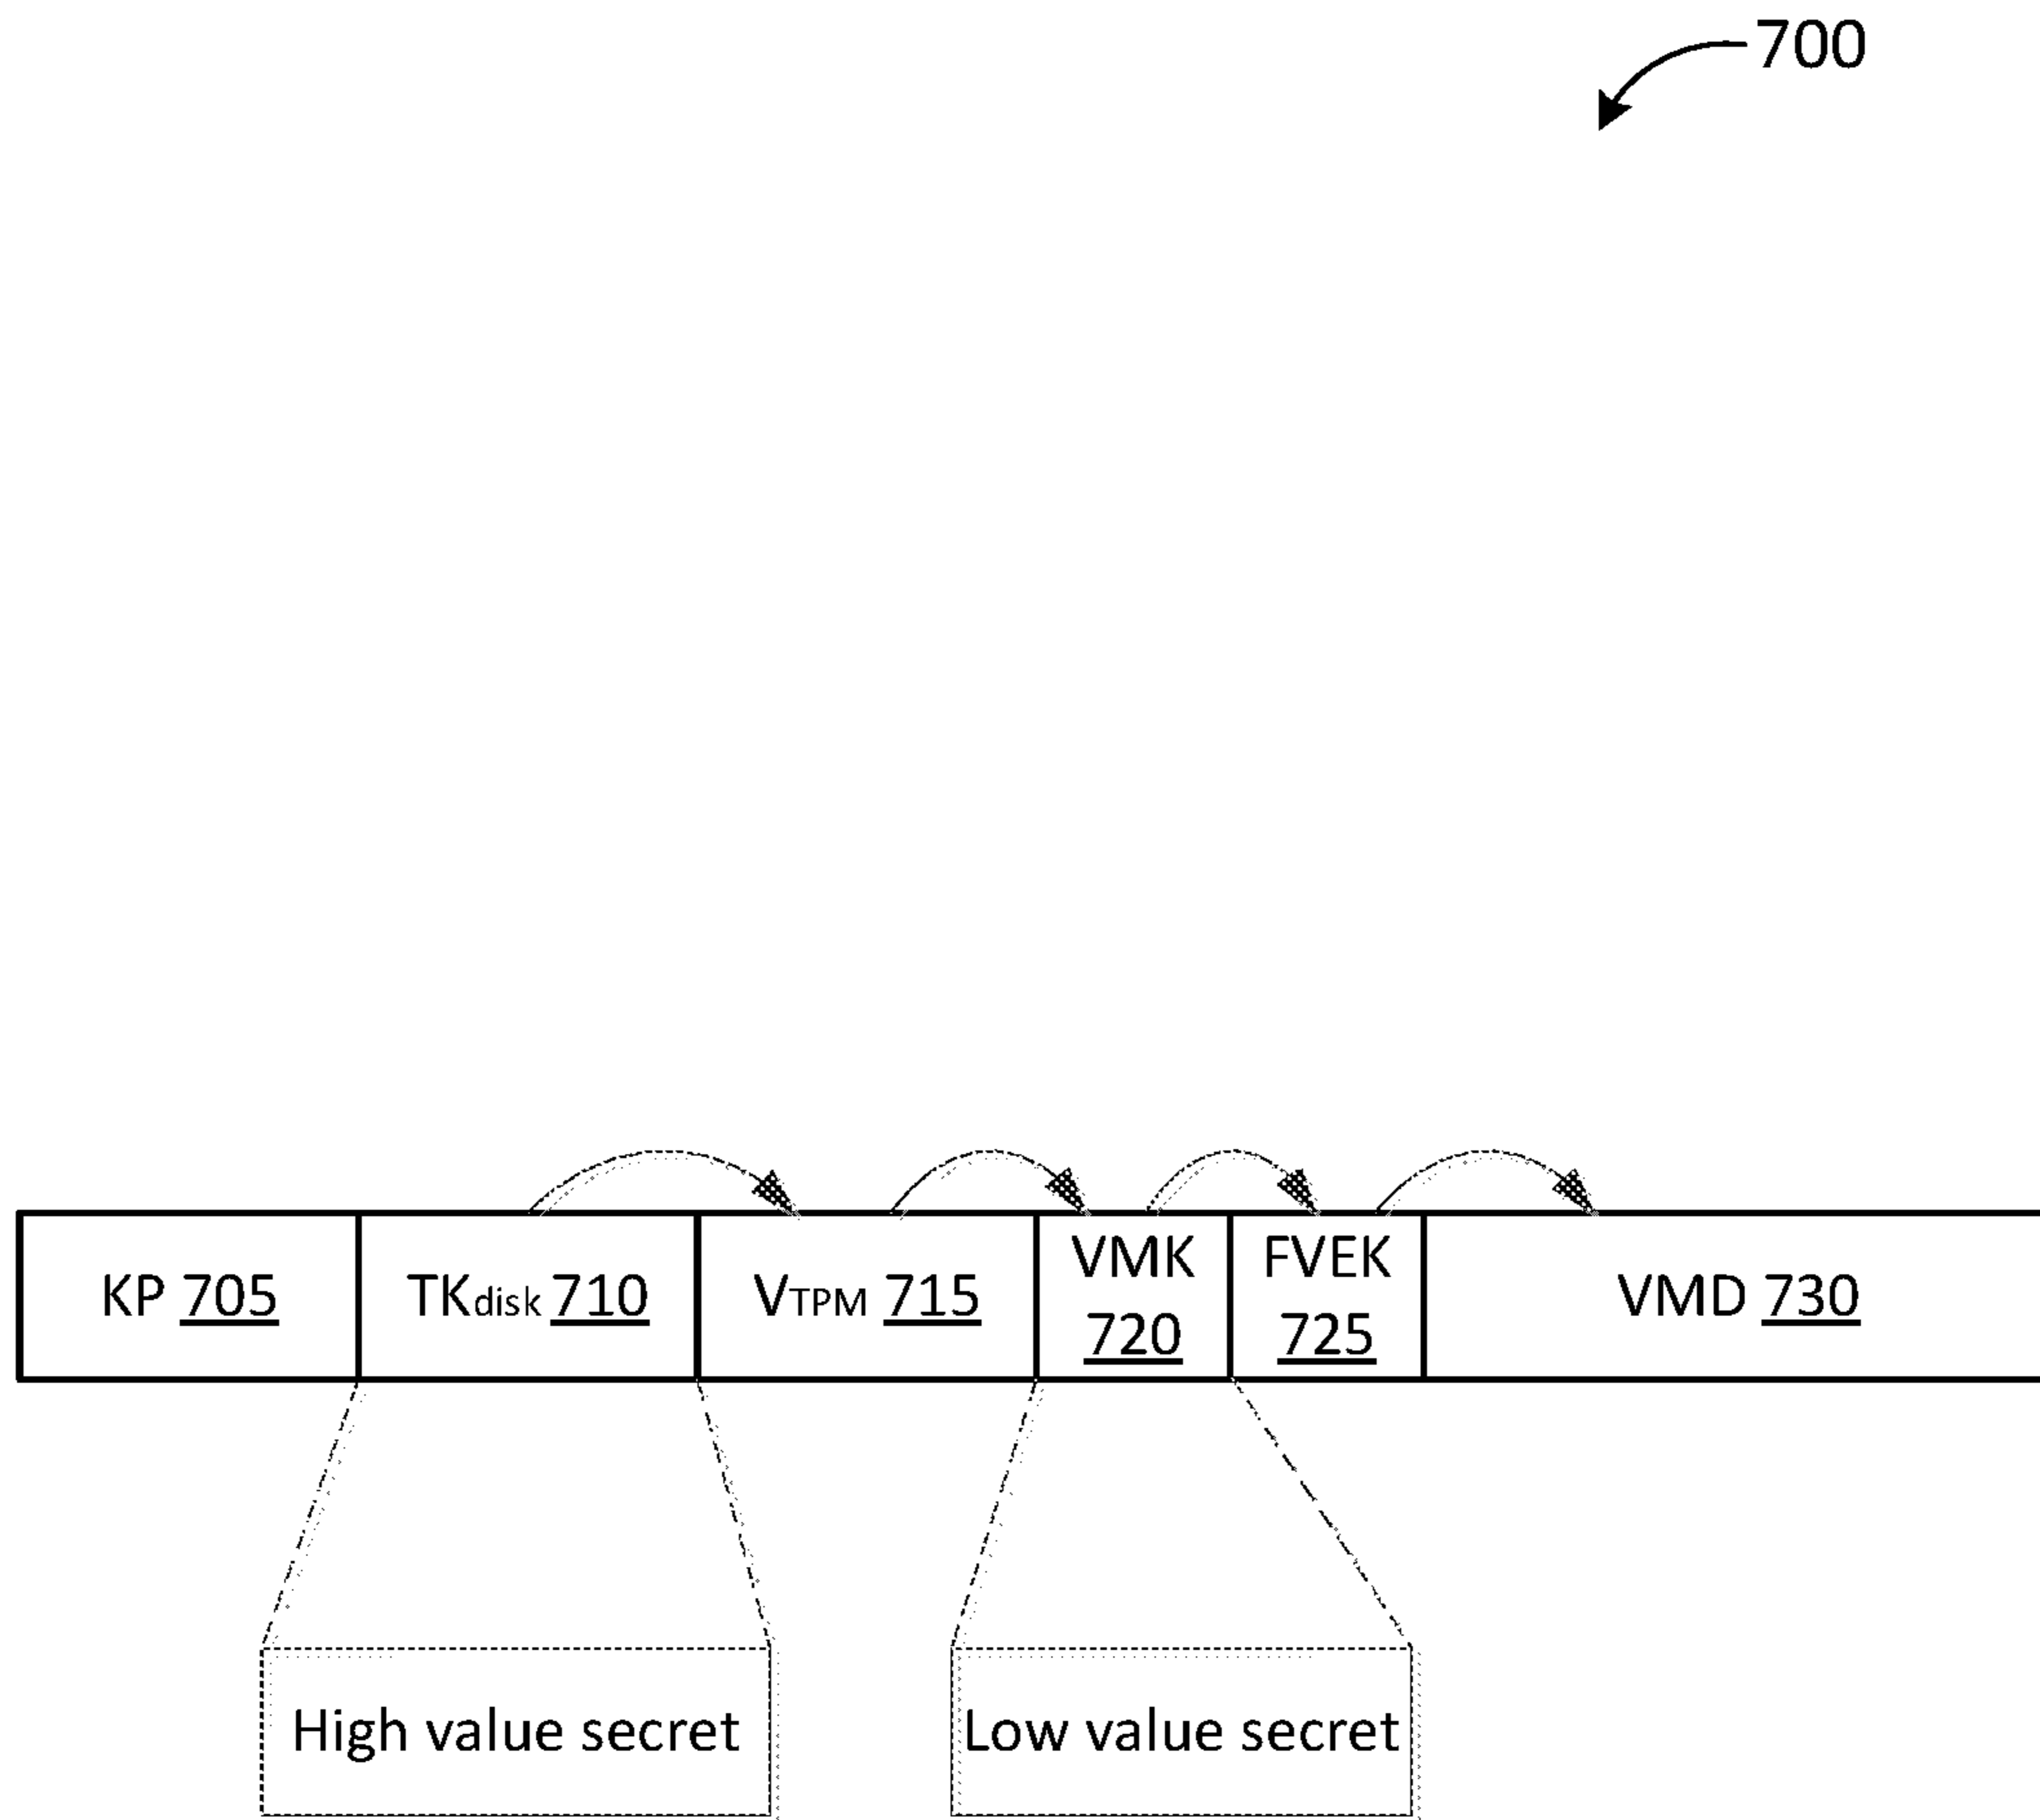 700
KP 705
TKdisk 710
VTPM 715
VMK
720
FVEK
725
VMD 730
High value secret
Low value secret